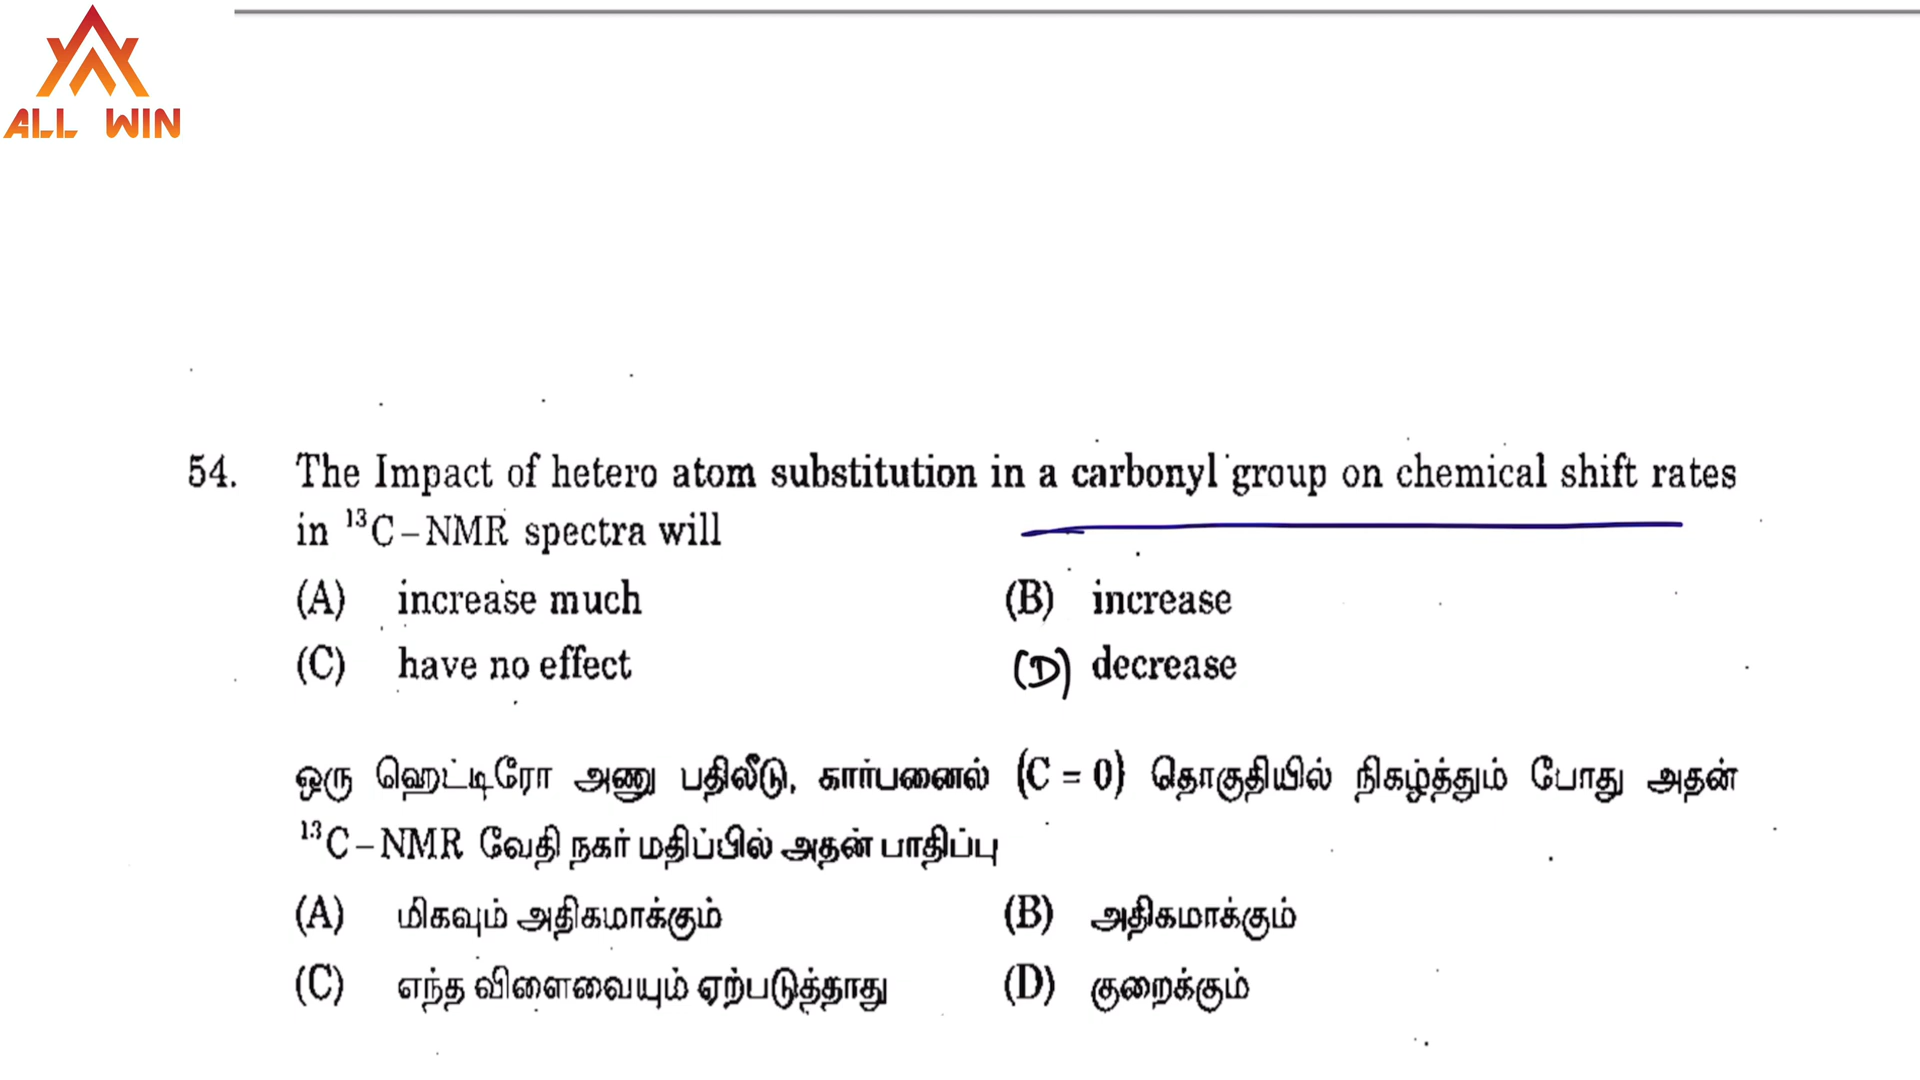 ALL WIN
54. The Impact of hetero atom substitution in a carbonyl group on chemical shift rates
in ¹³C – NMR spectra will
(A) increase much (B) increase
(C) have no effect (D) decrease
ஒரு ஹெட்டிரோ அணு பதிலீடு, கார்பனைல் (C = 0) தொகுதியில் நிகழ்த்தும் போது அதன்
¹³C – NMR வேதி நகர் மதிப்பில் அதன் பாதிப்பு
(A) மிகவும் அதிகமாக்கும் (B) அதிகமாக்கும்
(C) எந்த விளைவையும் ஏற்படுத்தாது (D) குறைக்கும்